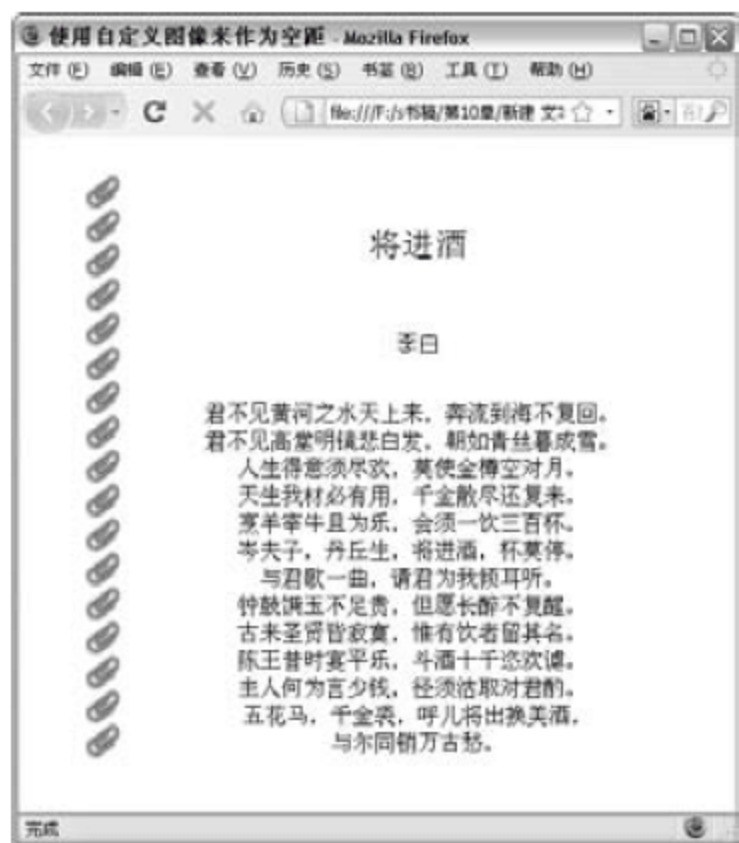 使用自定义图像来作为空距 - Mozilla Firefox
文件(F) 编辑(E) 查看(V) 历史(S) 书签(B) 工具(T) 帮助(H)
file:///F:/s书稿/第10章/新建 文
将进酒
李白
君不见黄河之水天上来，奔流到海不复回。
君不见高堂明镜悲白发，朝如青丝暮成雪。
人生得意须尽欢，莫使金樽空对月。
天生我材必有用，千金散尽还复来。
烹羊宰牛且为乐，会须一饮三百杯。
岑夫子，丹丘生，将进酒，杯莫停。
与君歌一曲，请君为我倾耳听。
钟鼓馔玉不足贵，但愿长醉不复醒。
古来圣贤皆寂寞，惟有饮者留其名。
陈王昔时宴平乐，斗酒十千恣欢谑。
主人何为言少钱，径须沽取对君酌。
五花马，千金裘，呼儿将出换美酒，
与尔同销万古愁。
完成